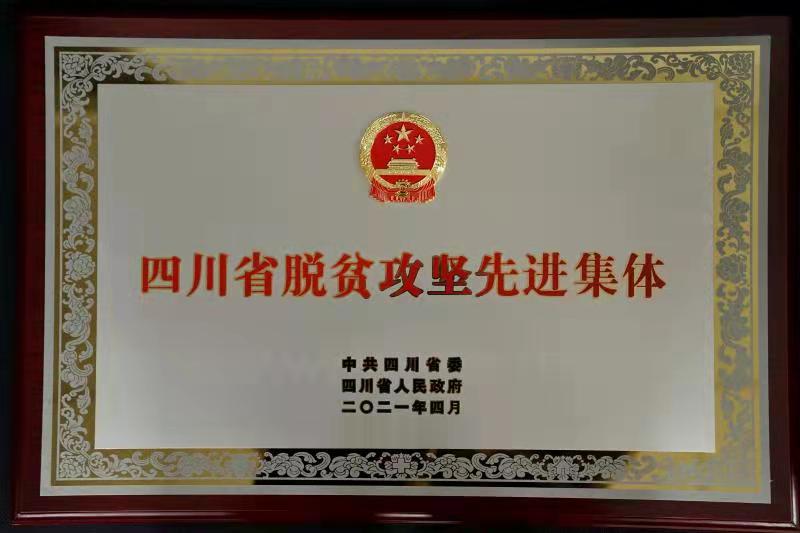 四川省脱贫攻坚先进集体
中共四川省委
四川省人民政府
二〇二一年四月